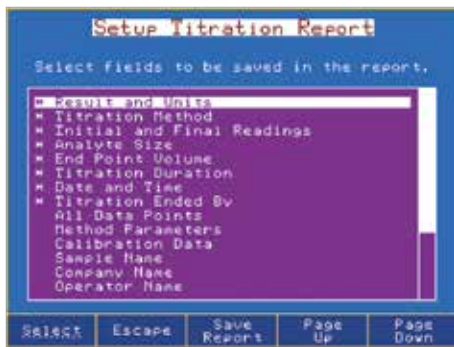 Setup Titration Report
Select fields to be saved in the report.
* Result and Units
* Titration Method
* Initial and Final Readings
* Analyte Size
* End Point Volume
* Titration Duration
* Date and Time
* Titration Ended By
All Data Points
Method Parameters
Calibration Data
Sample Name
Company Name
Operator Name
Select Escape Save Report Page Up Page Down